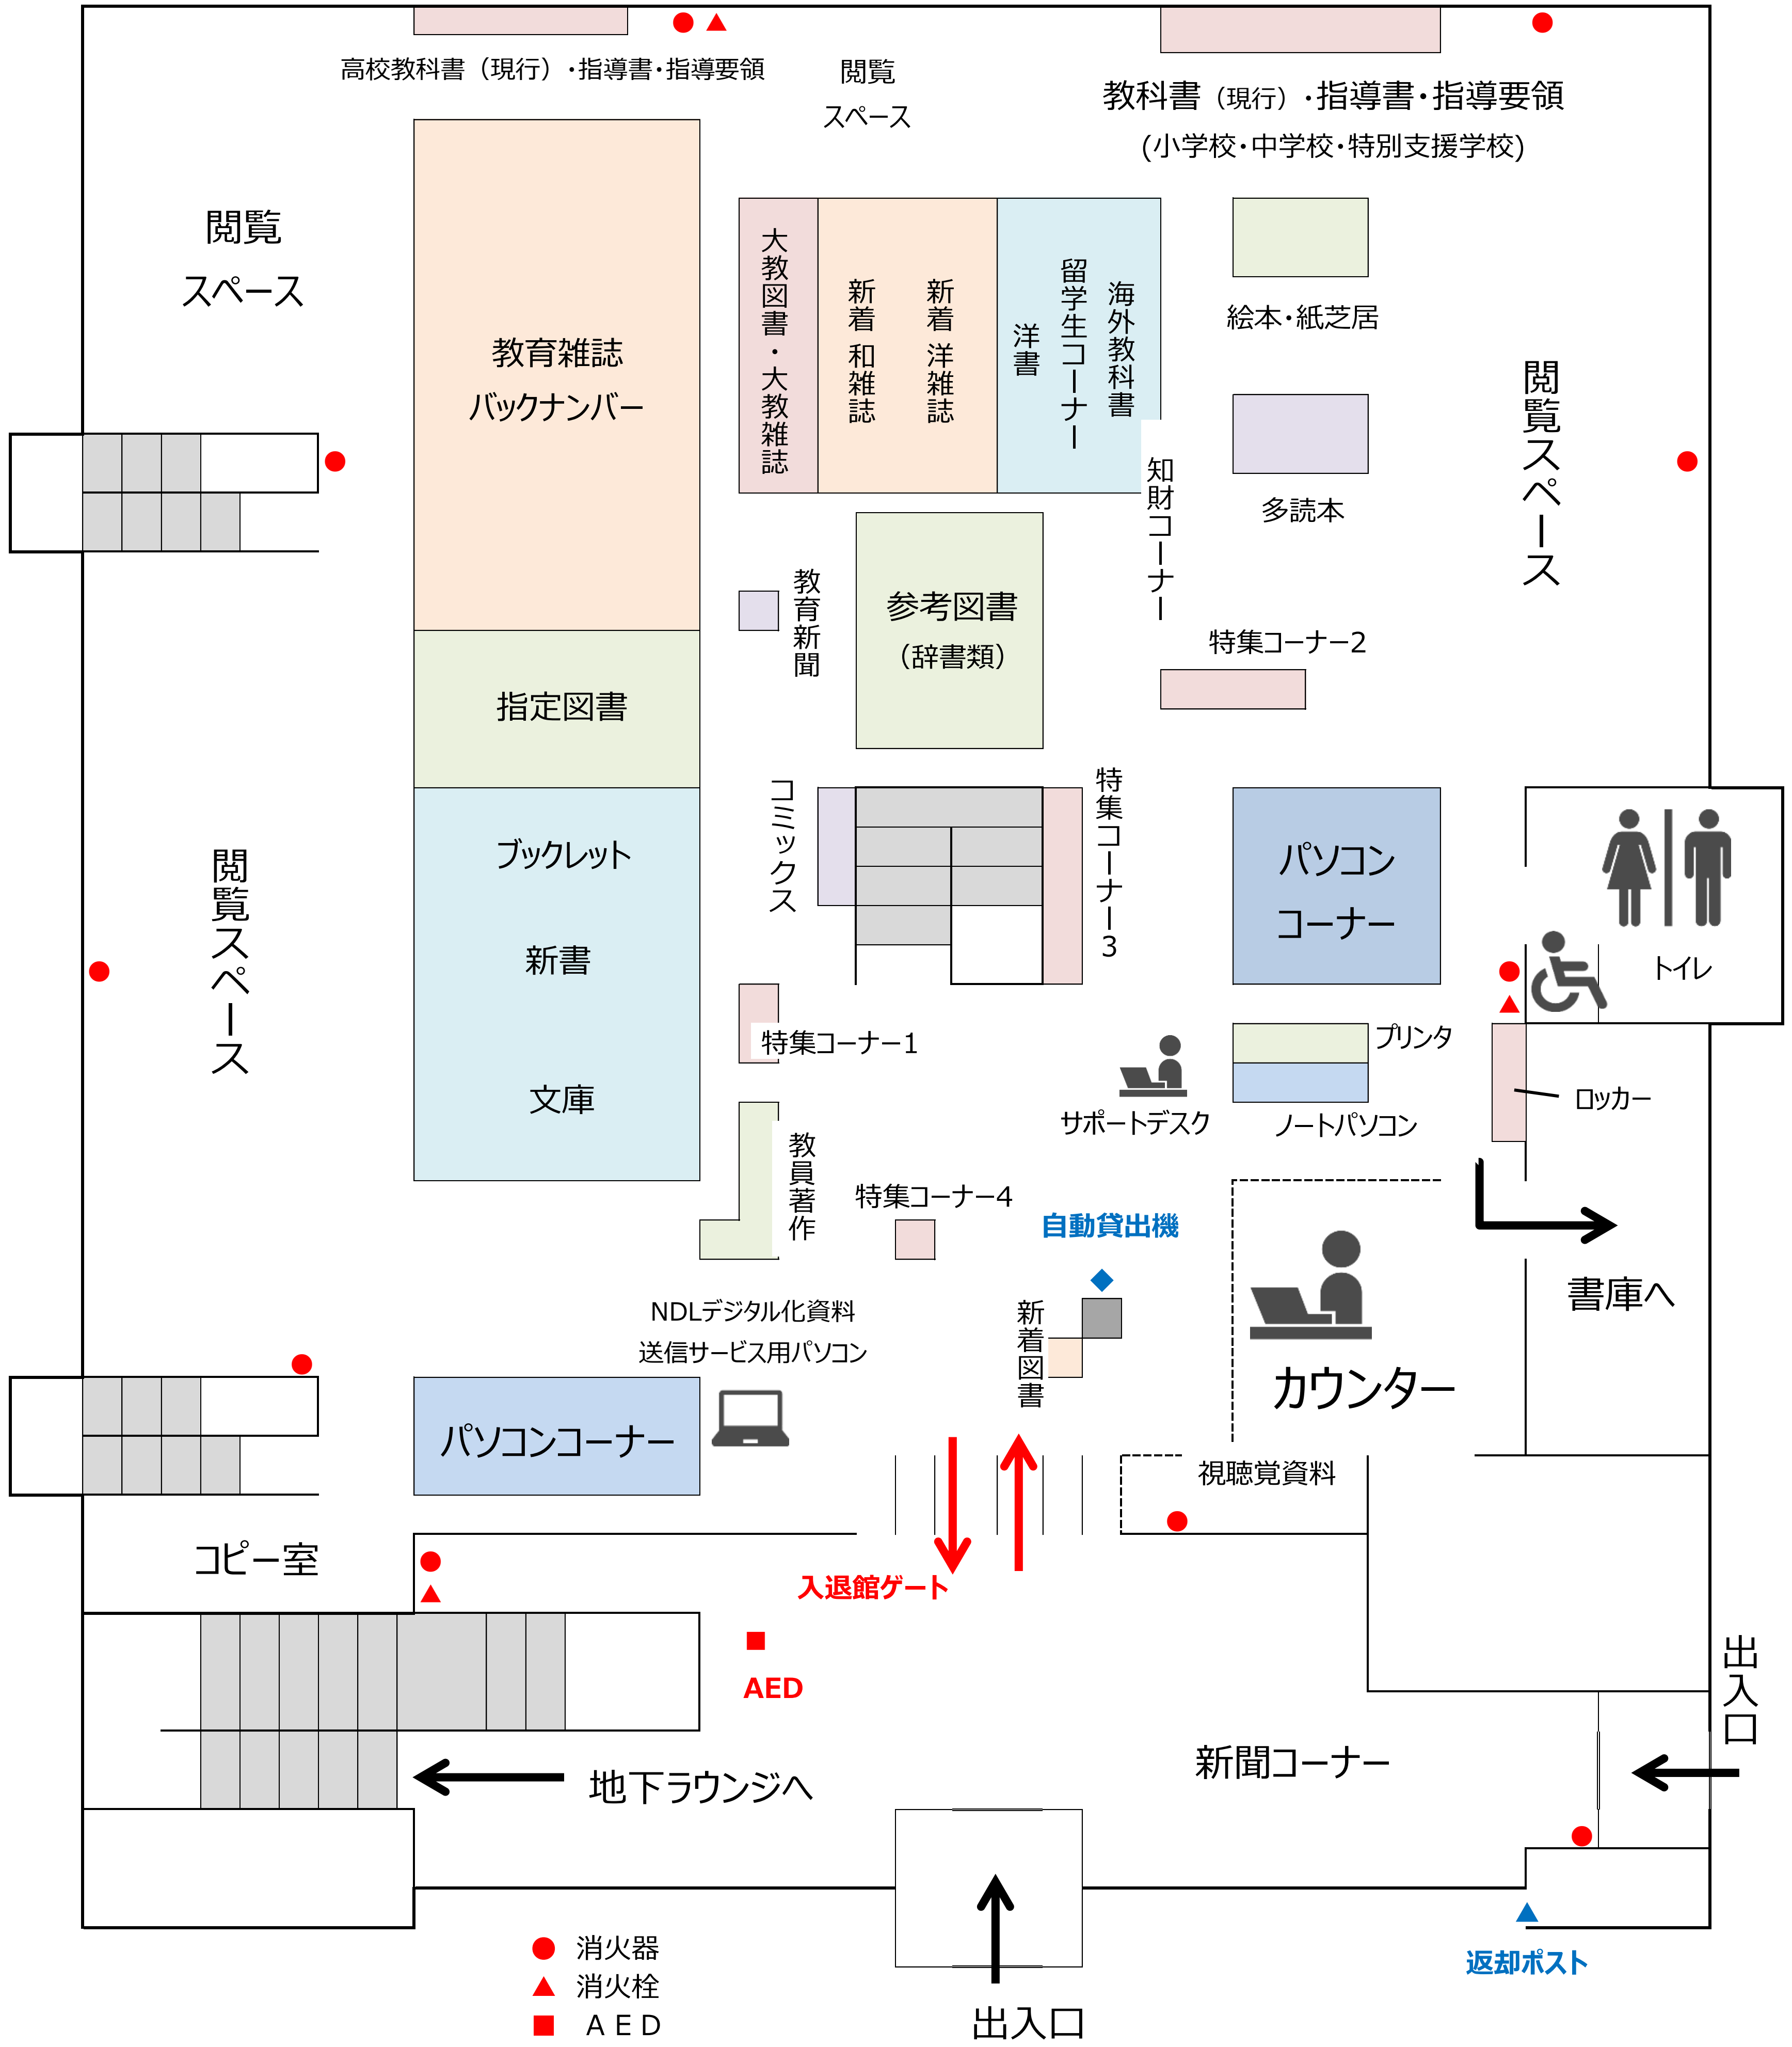 高校教科書（現行）・指導書・指導要領
閲覧
スペース
教科書（現行）・指導書・指導要領
(小学校・中学校・特別支援学校)
閲覧
スペース
教育雑誌
バックナンバー
大教図書・大教雑誌
新着 和雑誌
新着 洋雑誌
洋書
留学生コーナー
海外教科書
絵本・紙芝居
閲覧スペース
多読本
知財コーナー
教育新聞
参考図書
（辞書類）
特集コーナー2
指定図書
コミックス
特集コーナー3
パソコン
コーナー
ブックレット
新書
文庫
閲覧スペース
トイレ
特集コーナー1
プリンタ
ロッカー
サポートデスク
ノートパソコン
教員著作
特集コーナー4
自動貸出機
書庫へ
NDLデジタル化資料
送信サービス用パソコン
新着図書
カウンター
パソコンコーナー
視聴覚資料
コピー室
入退館ゲート
AED
出入口
新聞コーナー
地下ラウンジへ
返却ポスト
消火器
消火栓
ＡＥＤ
出入口